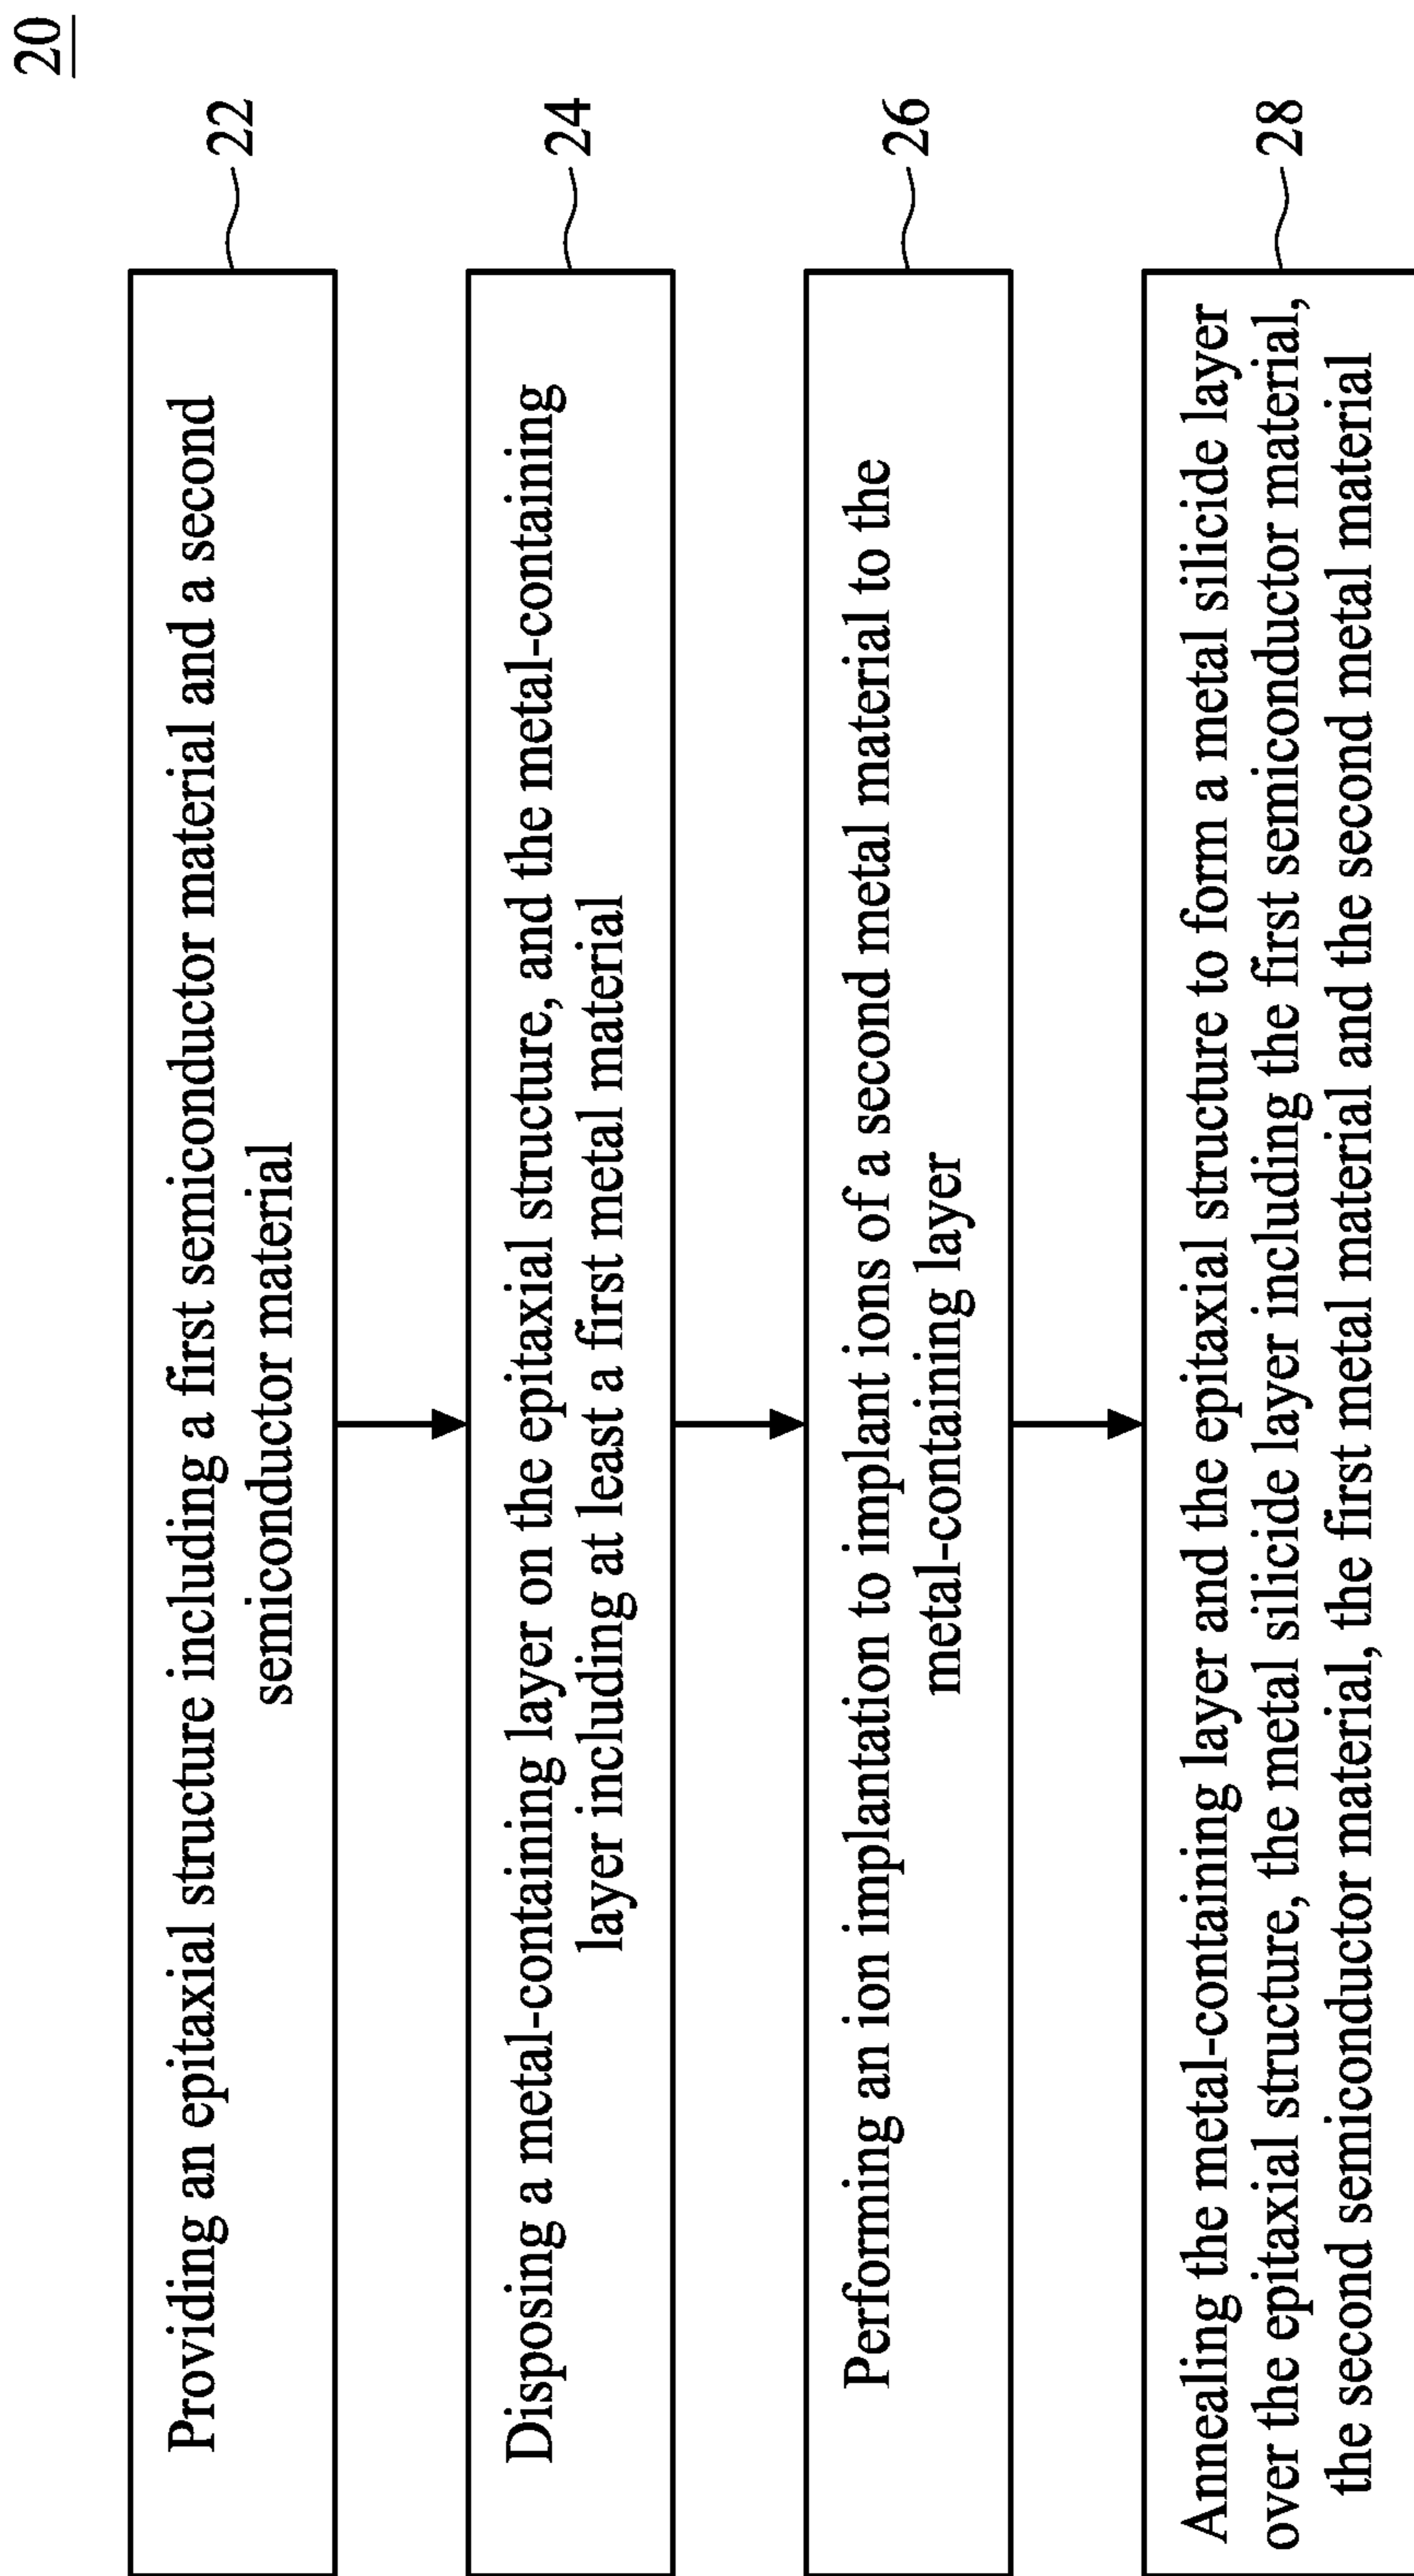 20
Providing an epitaxial structure including a first semiconductor material and a second
semiconductor material
22
Disposing a metal-containing layer on the epitaxial structure, and the metal-containing
layer including at least a first metal material
24
Performing an ion implantation to implant ions of a second metal material to the
metal-containing layer
26
Annealing the metal-containing layer and the epitaxial structure to form a metal silicide layer
over the epitaxial structure, the metal silicide layer including the first semiconductor material,
the second semiconductor material, the first metal material and the second metal material
28